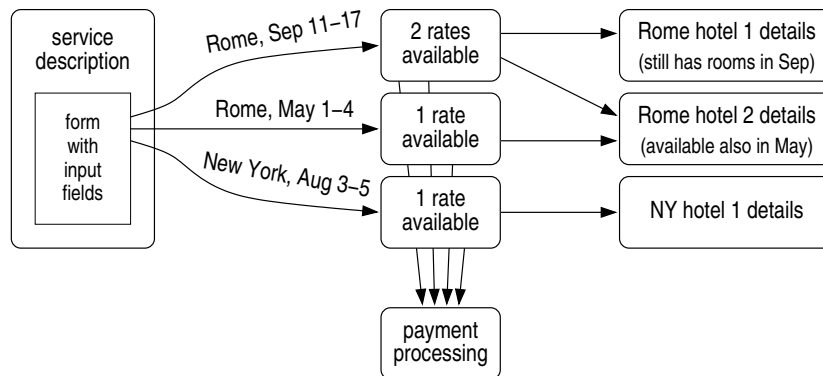 service
description
form
with
input
fields
Rome, Sep 11–17
Rome, May 1–4
New York, Aug 3–5
2 rates
available
1 rate
available
1 rate
available
payment
processing
Rome hotel 1 details
(still has rooms in Sep)
Rome hotel 2 details
(available also in May)
NY hotel 1 details